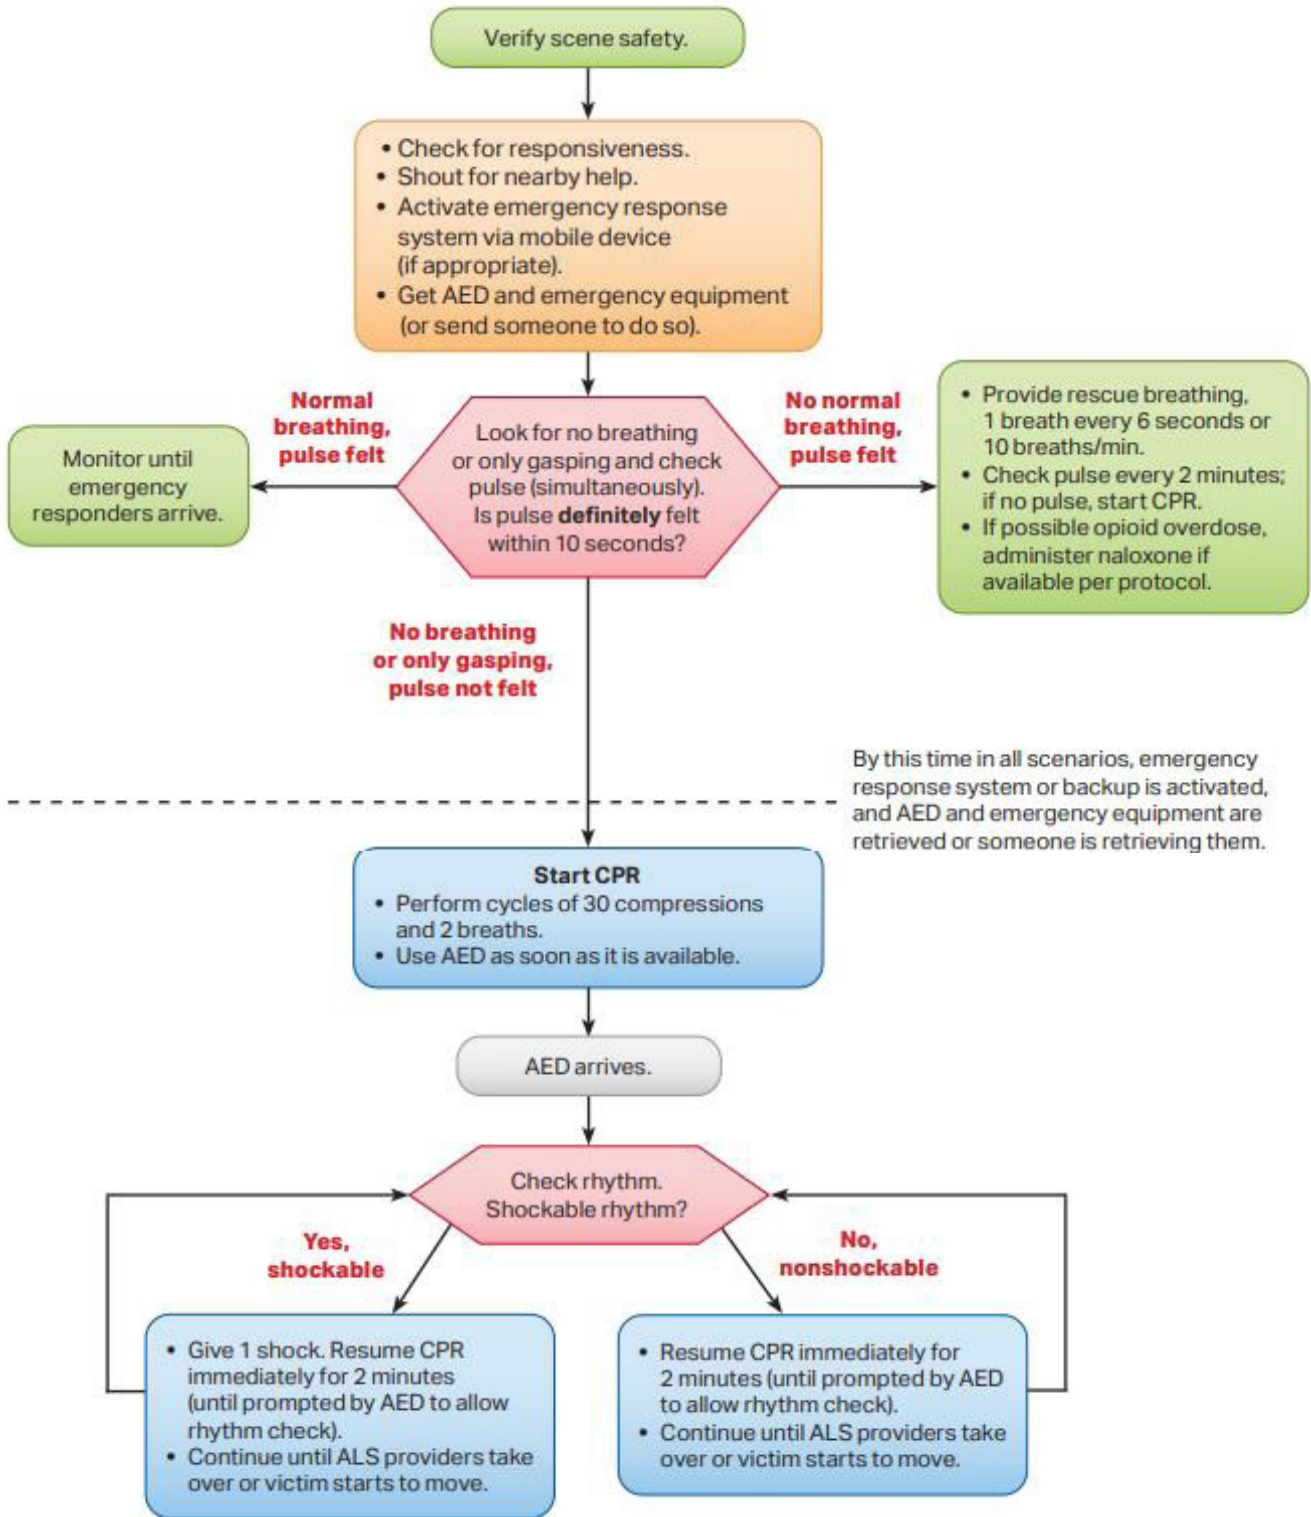 Verify scene safety.
• Check for responsiveness.
• Shout for nearby help.
• Activate emergency response
system via mobile device
(if appropriate).
• Get AED and emergency equipment
(or send someone to do so).
Normal
breathing,
pulse felt
No normal
breathing,
pulse felt
Monitor until
emergency
responders arrive.
Look for no breathing
or only gasping and check
pulse (simultaneously).
Is pulse definitely felt
within 10 seconds?
• Provide rescue breathing,
1 breath every 6 seconds or
10 breaths/min.
• Check pulse every 2 minutes;
if no pulse, start CPR.
• If possible opioid overdose,
administer naloxone if
available per protocol.
No breathing
or only gasping,
pulse not felt
By this time in all scenarios, emergency
response system or backup is activated,
and AED and emergency equipment are
retrieved or someone is retrieving them.
Start CPR
• Perform cycles of 30 compressions
and 2 breaths.
• Use AED as soon as it is available.
AED arrives.
Check rhythm.
Shockable rhythm?
Yes,
shockable
No,
nonshockable
• Give 1 shock. Resume CPR
immediately for 2 minutes
(until prompted by AED to allow
rhythm check).
• Continue until ALS providers take
over or victim starts to move.
• Resume CPR immediately for
2 minutes (until prompted by AED
to allow rhythm check).
• Continue until ALS providers take
over or victim starts to move.